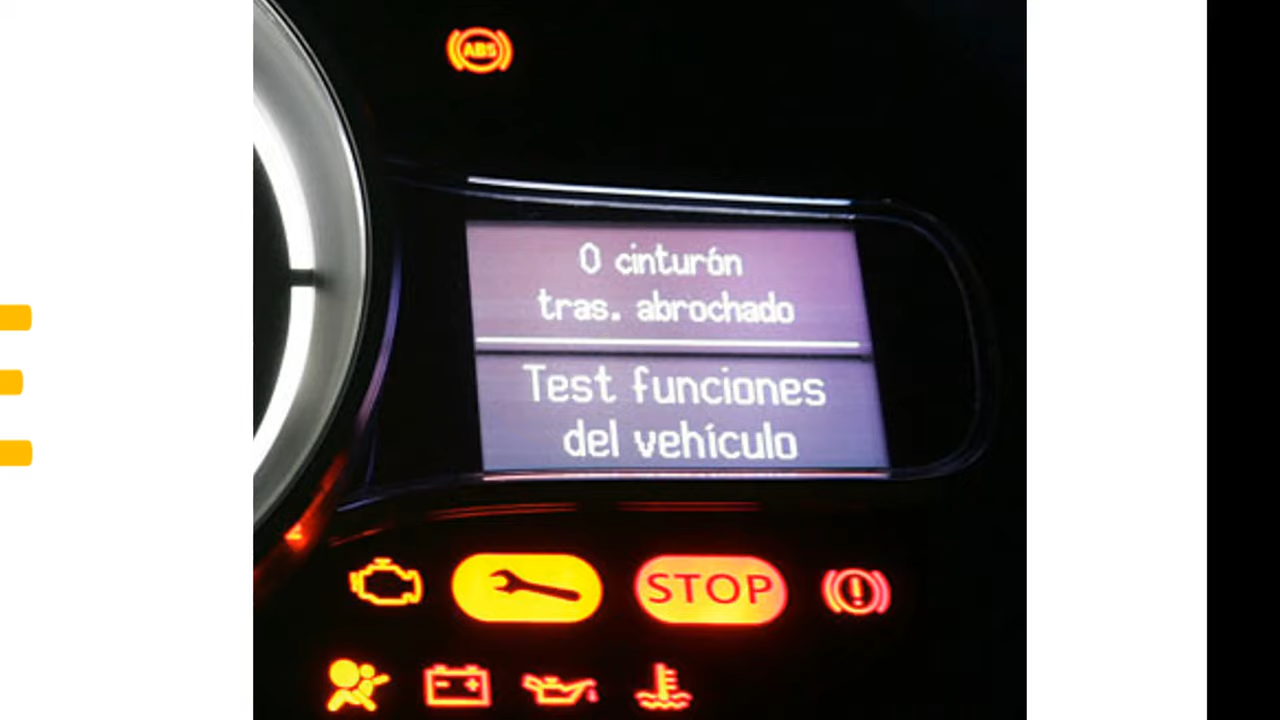 ABS
0 cinturón
tras. abrochado
Test funciones
del vehículo
STOP